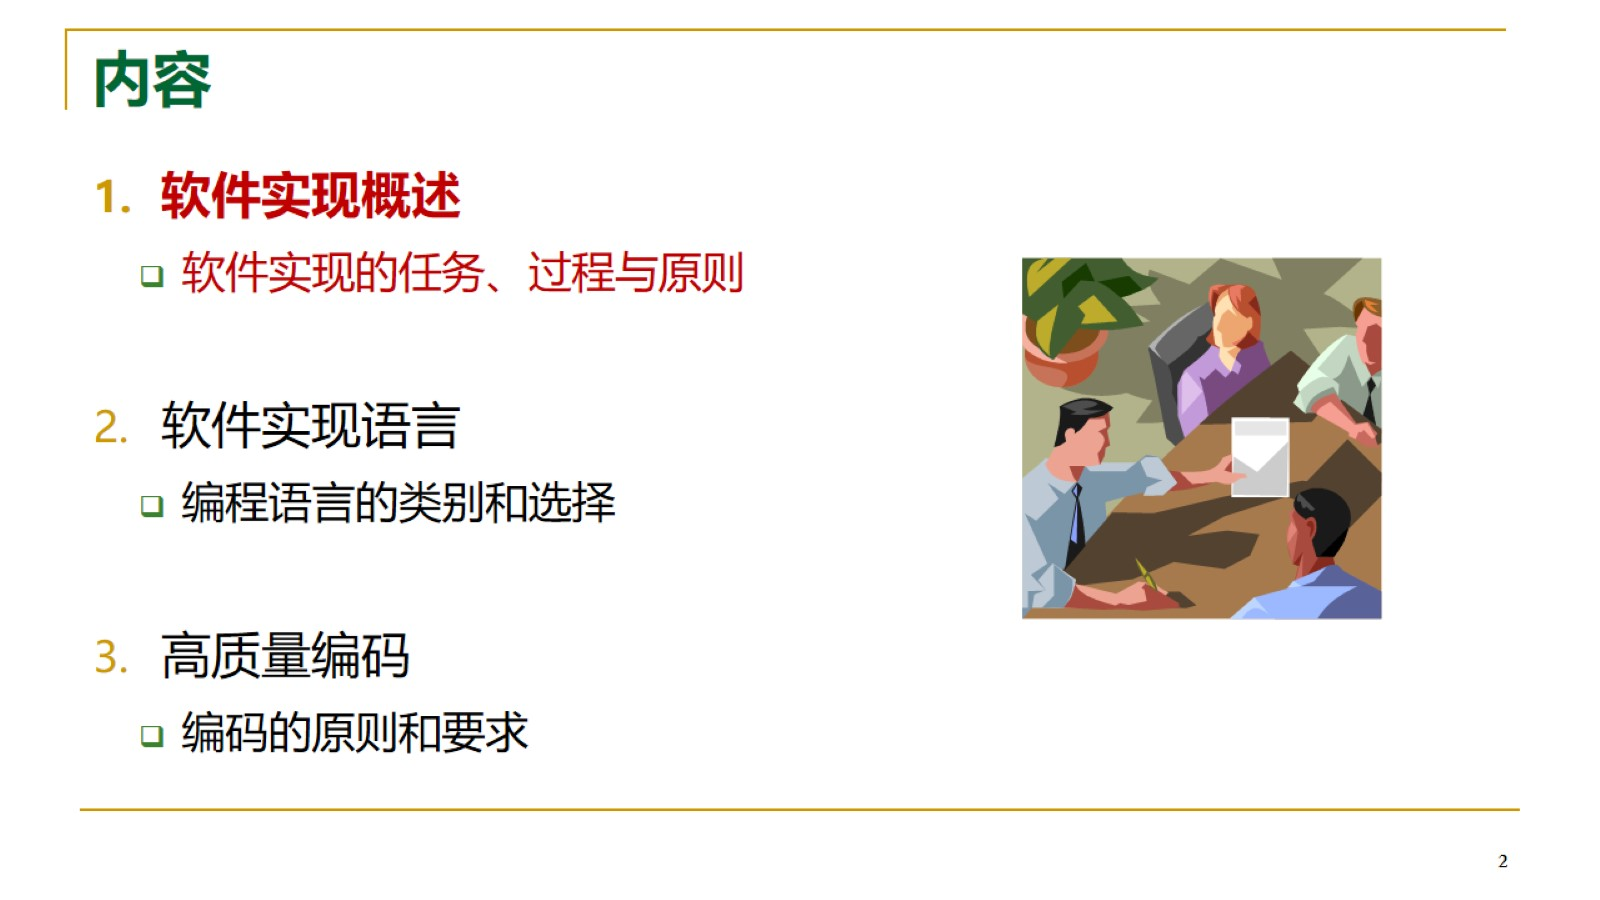 内容
1. 软件实现概述
❑ 软件实现的任务、过程与原则
2. 软件实现语言
❑ 编程语言的类别和选择
3. 高质量编码
❑ 编码的原则和要求
2